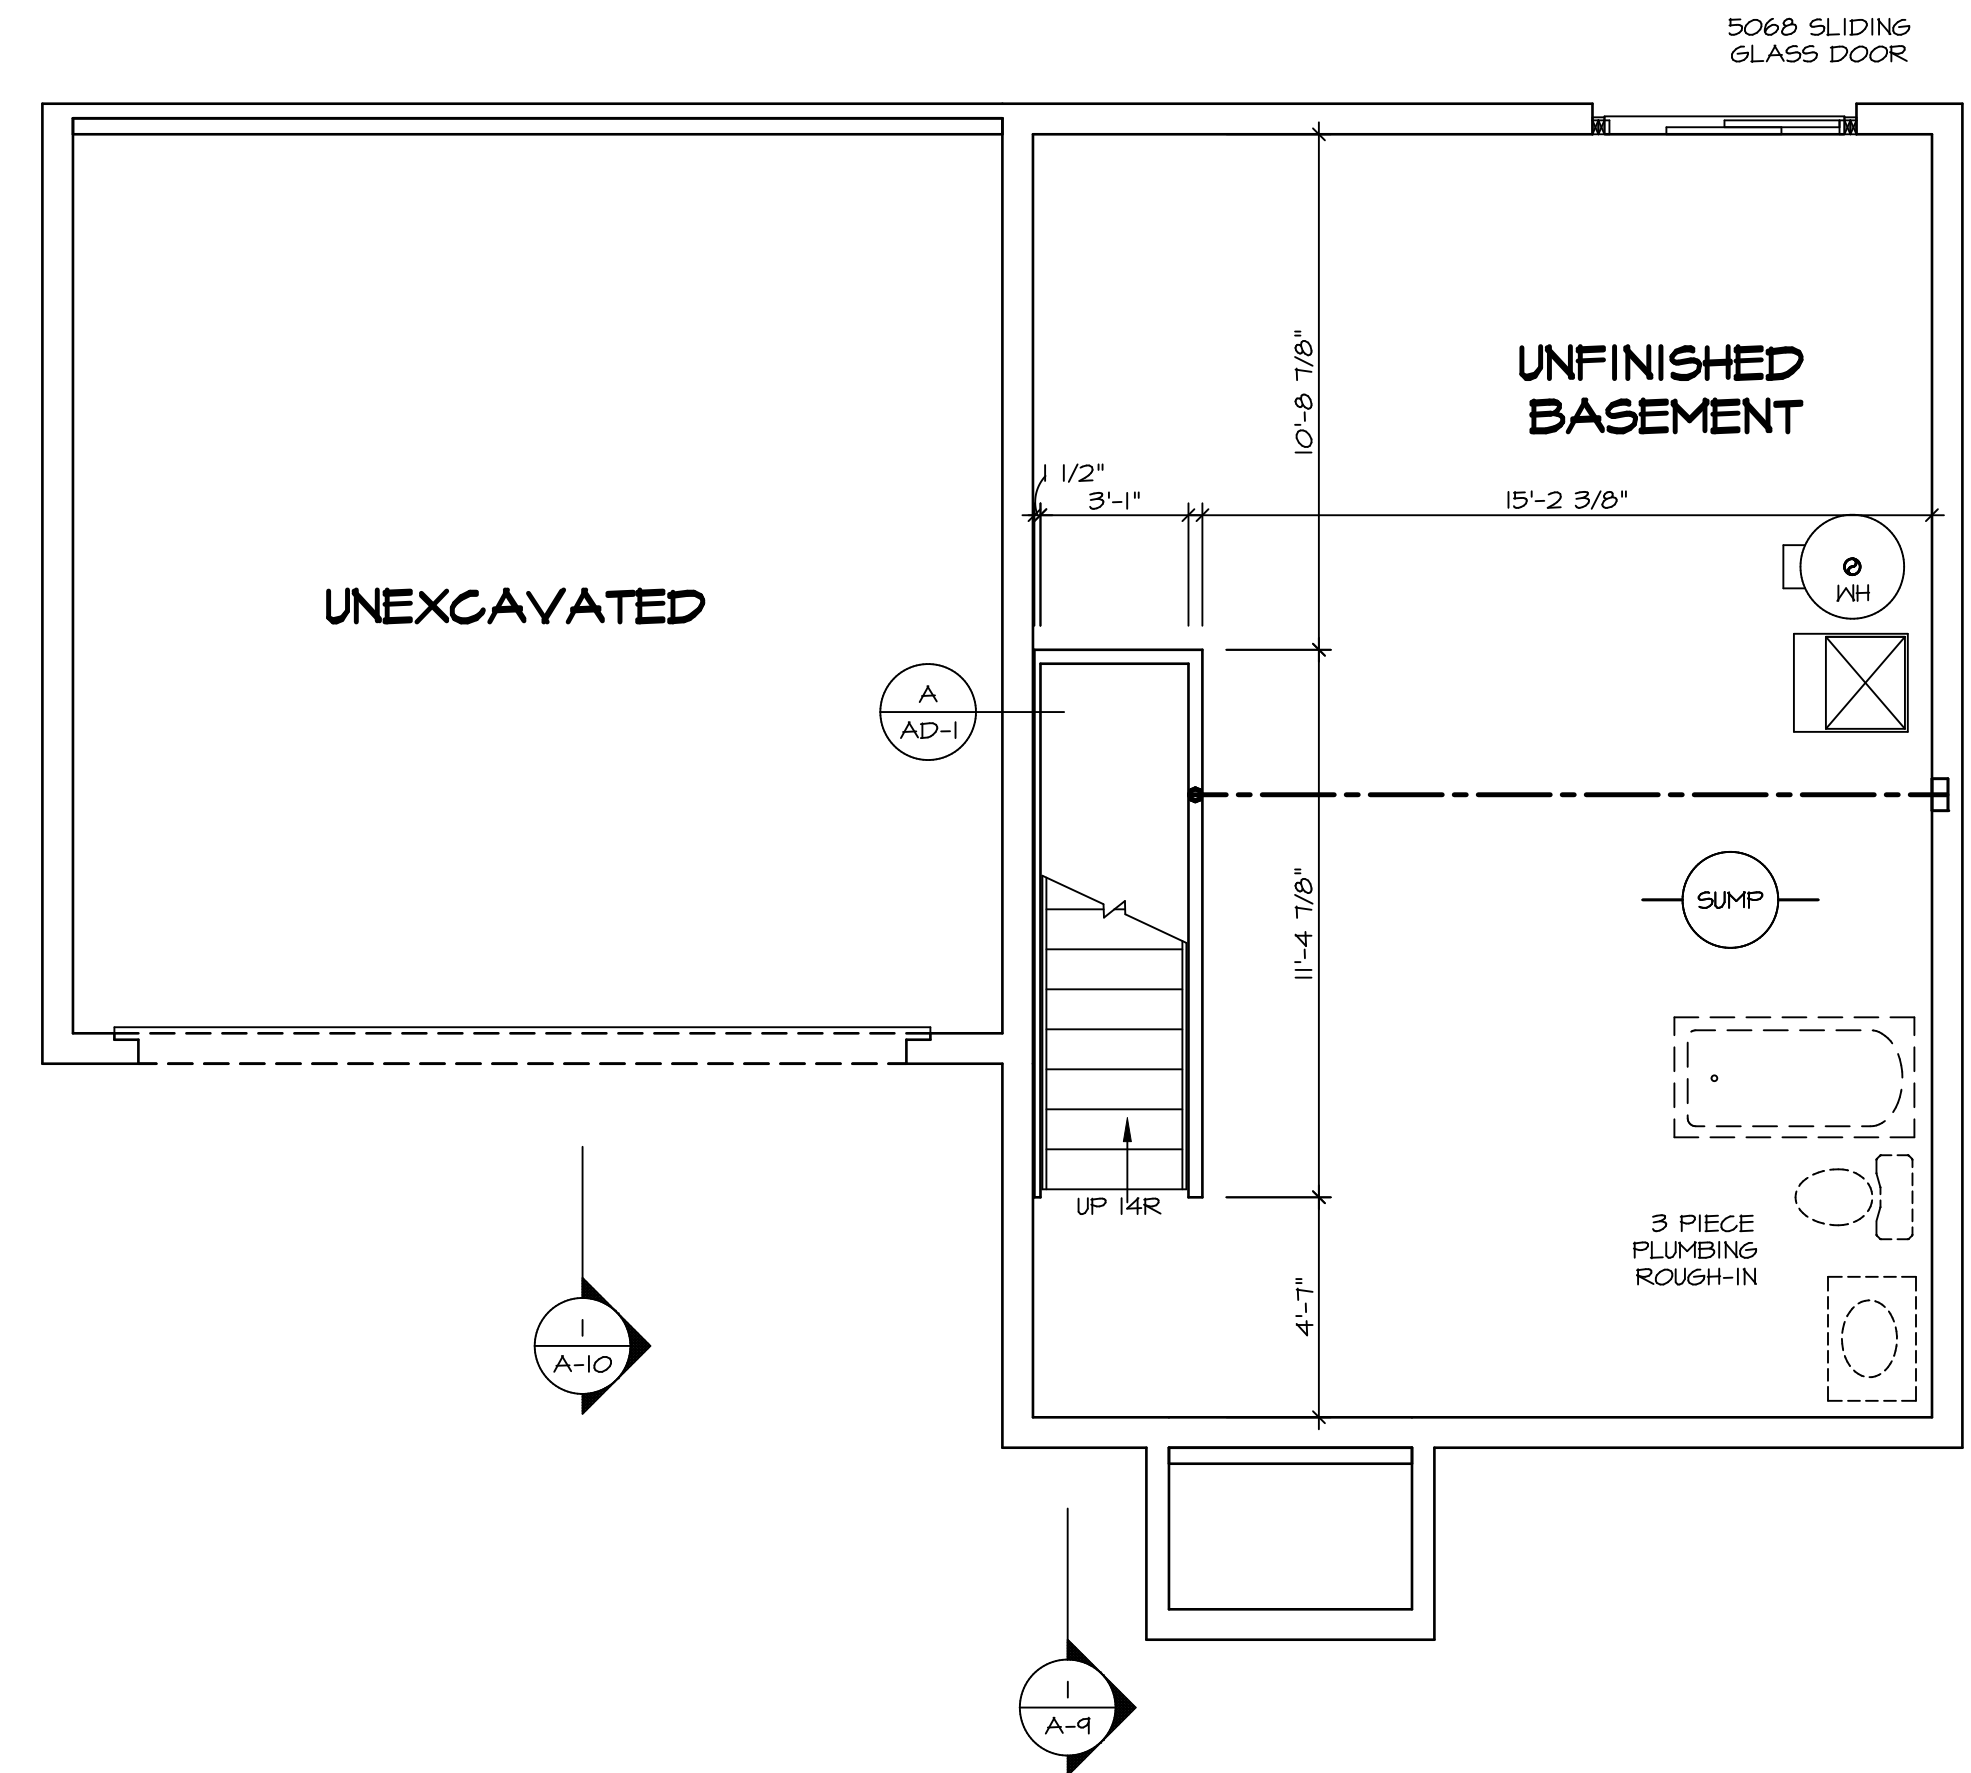 5068 SLIDING
GLASS DOOR
10'-8 7/8"
UNFINISHED
BASEMENT
1 1/2"
3'-1"
15'-2 3/8"
WH
UNEXCAVATED
A
AD-1
SUMP
11'-4 7/8"
UP 14R
3 PIECE
PLUMBING
ROUGH-IN
4'-7"
1
A-10
1
A-9